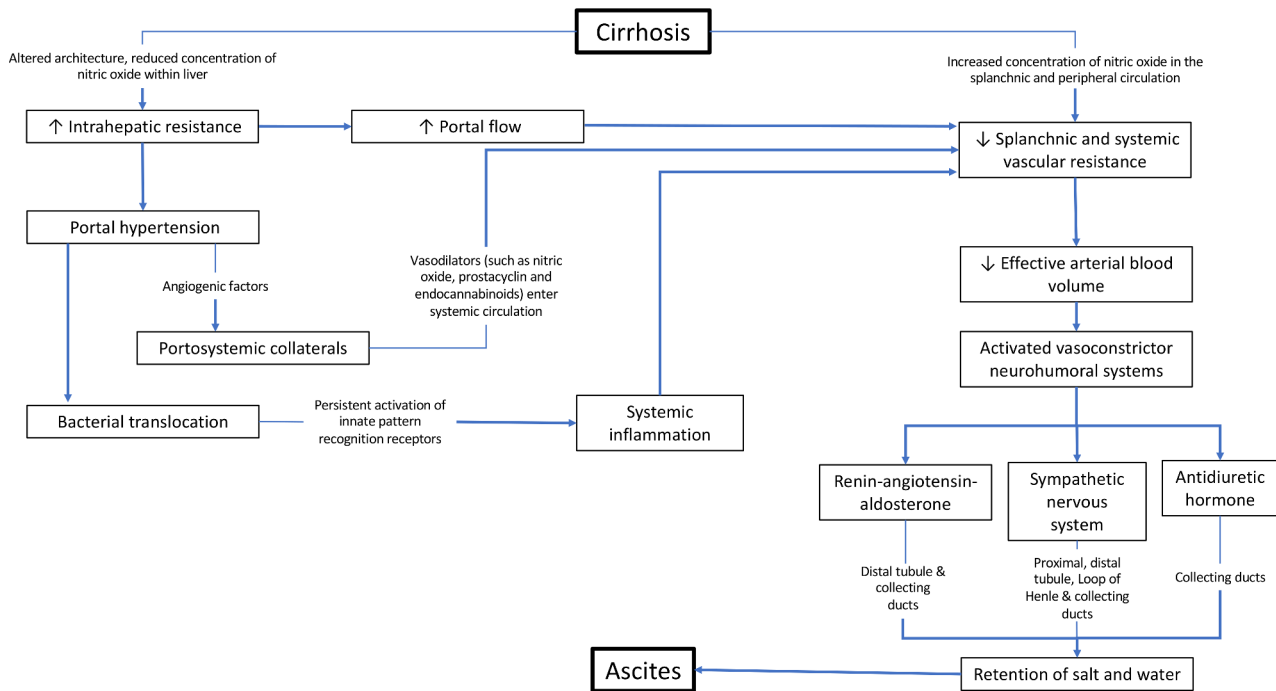 Cirrhosis
Altered architecture, reduced concentration of
nitric oxide within liver
Increased concentration of nitric oxide in the
splanchnic and peripheral circulation
↑ Intrahepatic resistance
↑ Portal flow
↓ Splanchnic and systemic
vascular resistance
Portal hypertension
Angiogenic factors
Vasodilators (such as nitric
oxide, prostacyclin and
endocannabinoids) enter
systemic circulation
↓ Effective arterial blood
volume
Portosystemic collaterals
Activated vasoconstrictor
neurohumoral systems
Bacterial translocation
Persistent activation of
innate pattern
recognition receptors
Systemic
inflammation
Renin-angiotensin-
aldosterone
Sympathetic
nervous
system
Antidiuretic
hormone
Distal tubule &
collecting
ducts
Proximal, distal
tubule, Loop of
Henle & collecting
ducts
Collecting ducts
Ascites
Retention of salt and water